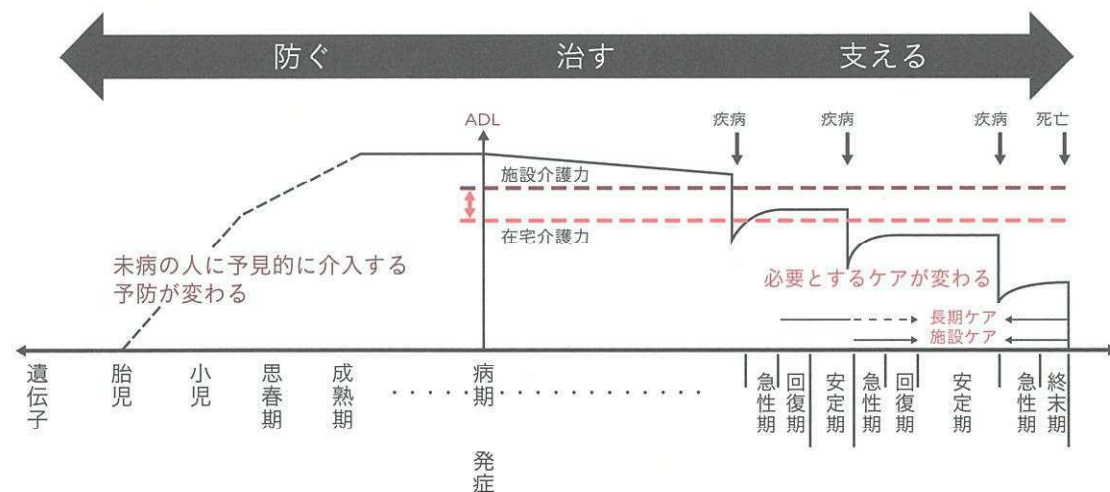 防ぐ
治す
支える
ADL
疾病
疾病
疾病
死亡
施設介護力
在宅介護力
未病の人に予見的に介入する
予防が変わる
必要とするケアが変わる
長期ケア
施設ケア
遺伝子
胎児
小児
思春期
成熟期
病期
急性期
回復期
安定期
急性期
回復期
安定期
急性期
終末期
発症